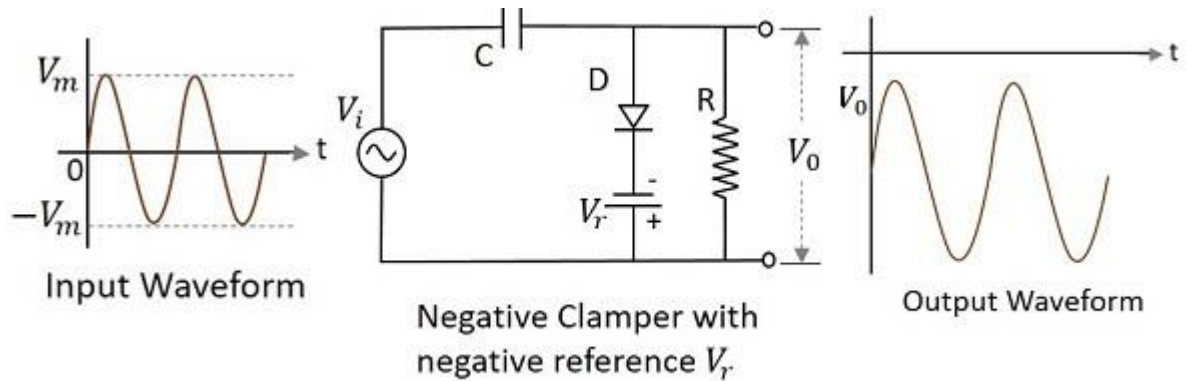 V_m
0
t
−V_m
Input Waveform
V_i
C
D
R
-
V_r
+
V_0
Negative Clamper with
negative reference V_r
t
V_0
Output Waveform